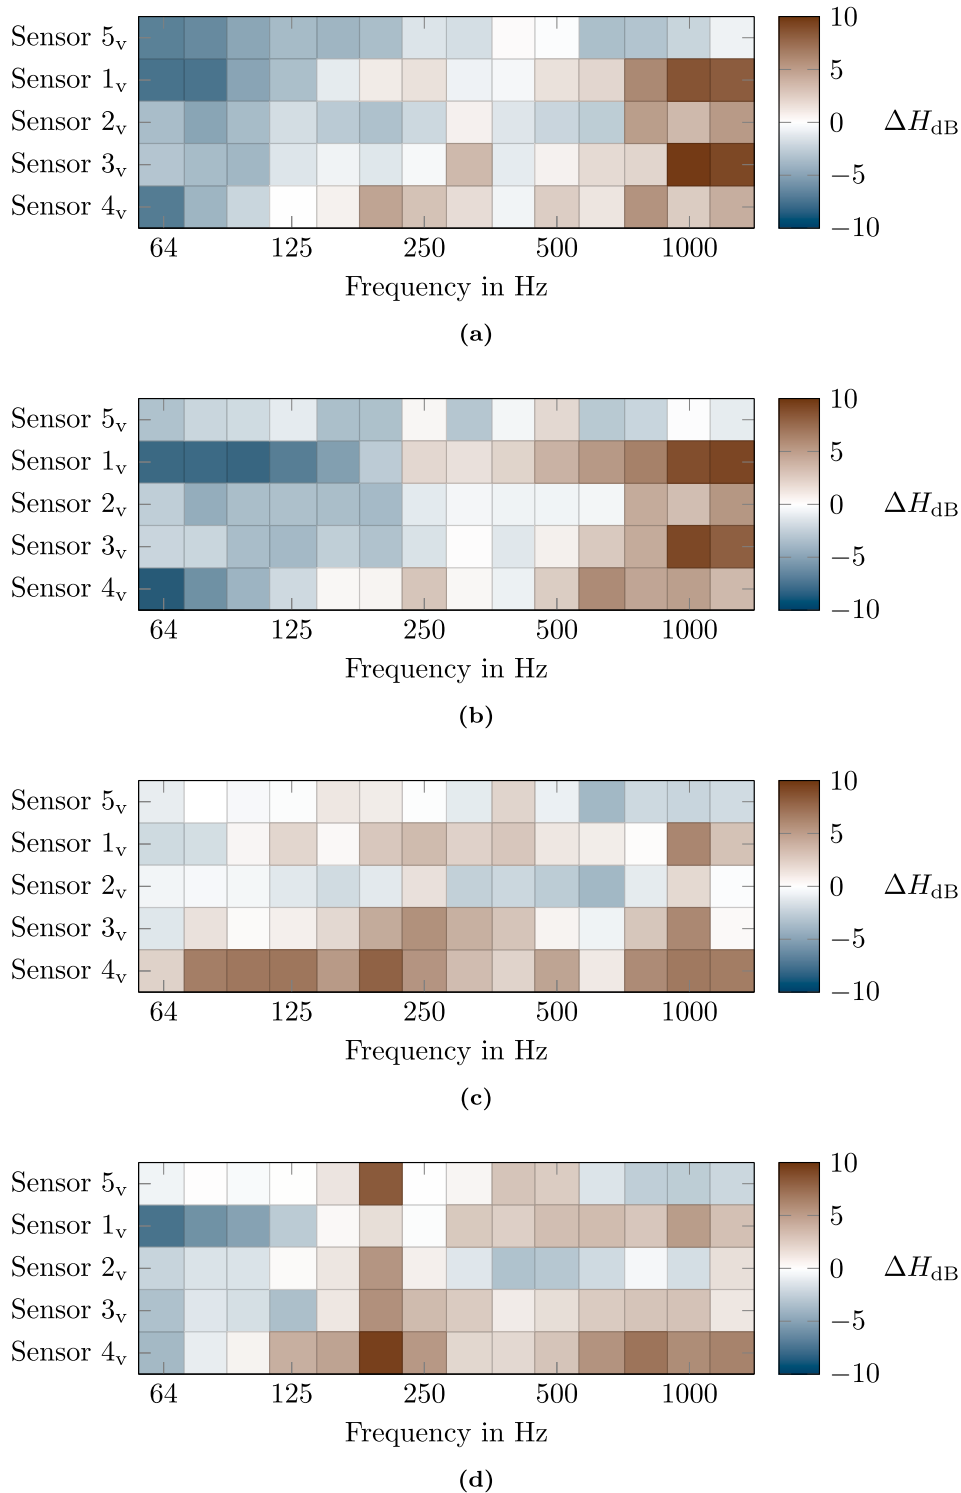 Sensor 5v
Sensor 1v
Sensor 2v
Sensor 3v
Sensor 4v
64 125 250 500 1000
Frequency in Hz
10
5
0
−5
−10
ΔHdB
(a)
Sensor 5v
Sensor 1v
Sensor 2v
Sensor 3v
Sensor 4v
64 125 250 500 1000
Frequency in Hz
10
5
0
−5
−10
ΔHdB
(b)
Sensor 5v
Sensor 1v
Sensor 2v
Sensor 3v
Sensor 4v
64 125 250 500 1000
Frequency in Hz
10
5
0
−5
−10
ΔHdB
(c)
Sensor 5v
Sensor 1v
Sensor 2v
Sensor 3v
Sensor 4v
64 125 250 500 1000
Frequency in Hz
10
5
0
−5
−10
ΔHdB
(d)